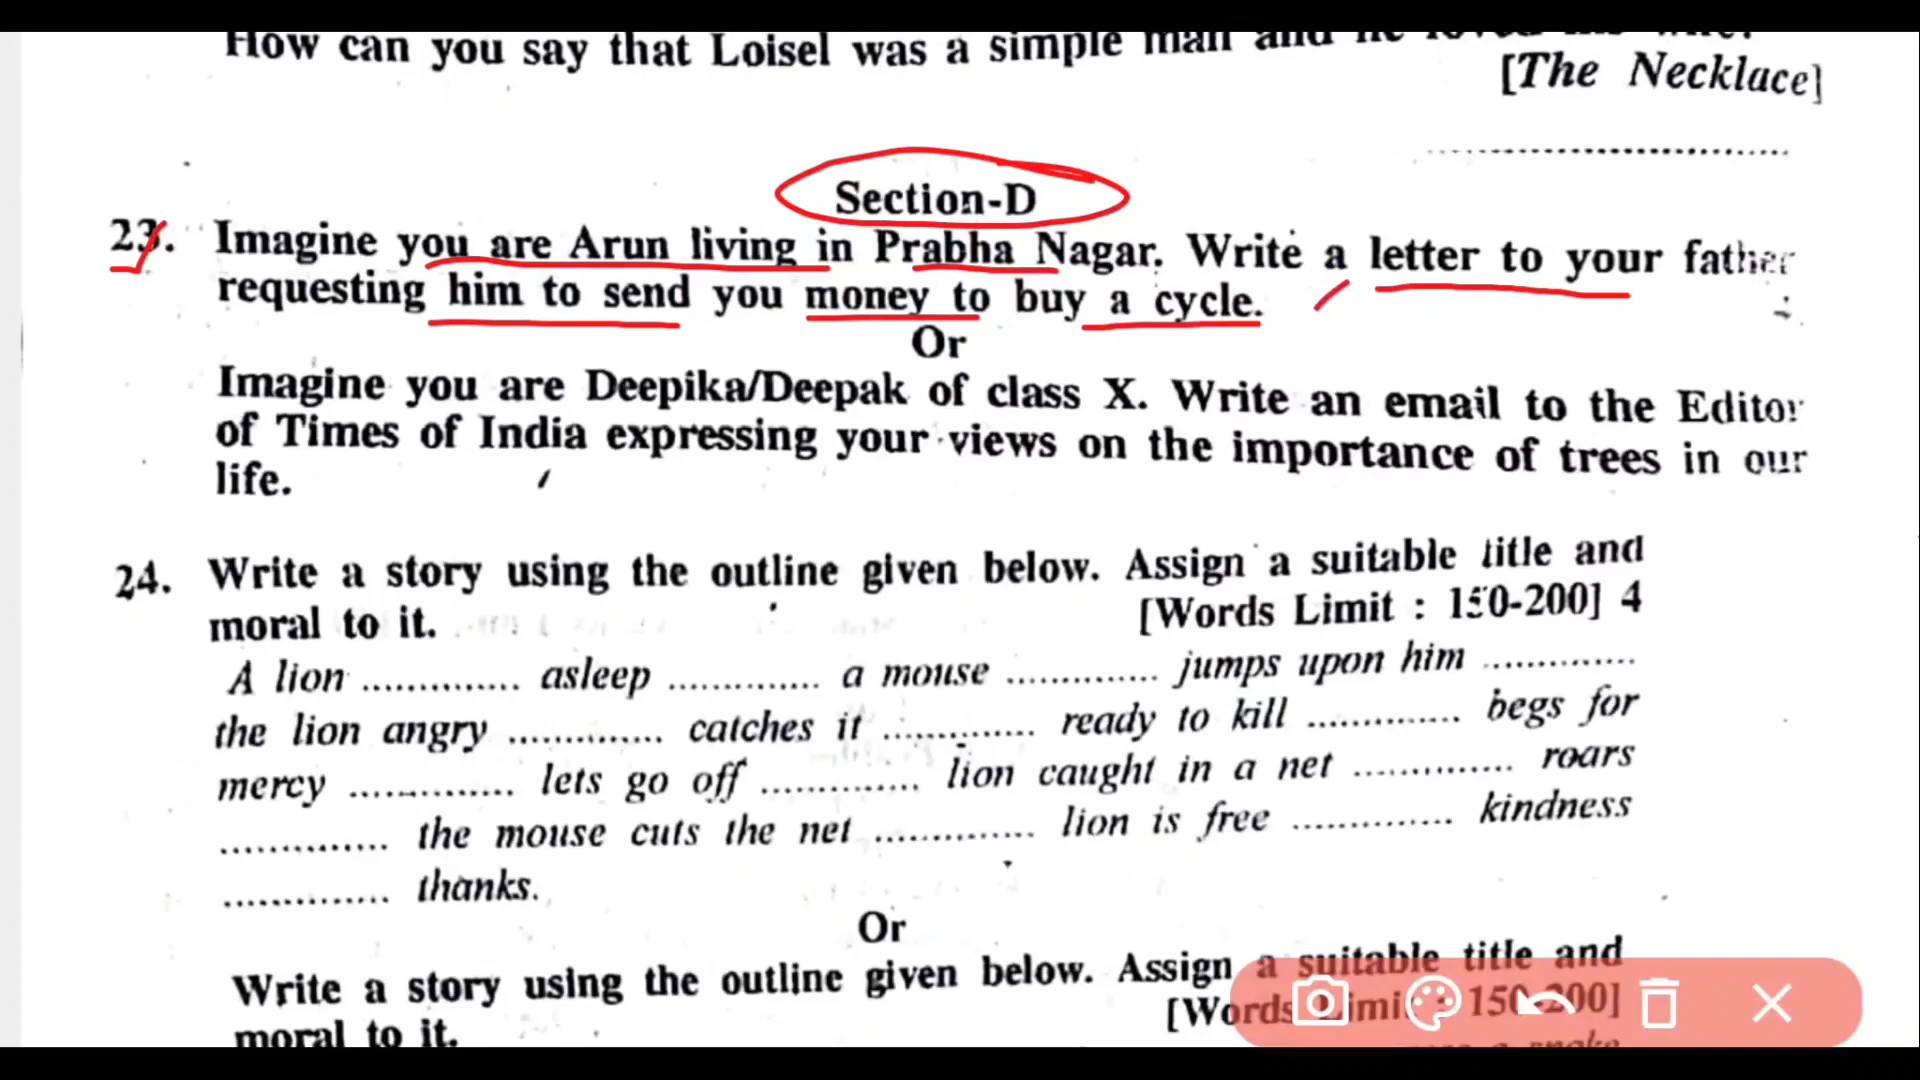 How can you say that Loisel was a simple man and he loved his wife?
[The Necklace]
Section-D
23. Imagine you are Arun living in Prabha Nagar. Write a letter to your father
requesting him to send you money to buy a cycle.
Or
Imagine you are Deepika/Deepak of class X. Write an email to the Editor
of Times of India expressing your views on the importance of trees in our
life.
24. Write a story using the outline given below. Assign a suitable title and
moral to it. [Words Limit : 150-200] 4
A lion .............. asleep .............. a mouse .............. jumps upon him ..............
the lion angry .............. catches it .............. ready to kill .............. begs for
mercy .............. lets go off .............. lion caught in a net .............. roars
.............. the mouse cuts the net .............. lion is free .............. kindness
.............. thanks.
Or
Write a story using the outline given below. Assign a suitable title and
moral to it. [Words Limit : 150-200]